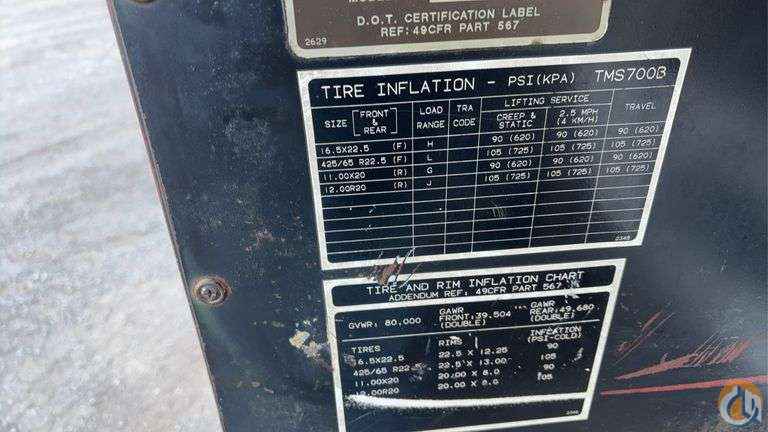 D.O.T. CERTIFICATION LABEL
REF: 49CFR PART 567
2629
TIRE INFLATION - PSI(KPA) TMS700B
SIZE [FRONT & REAR] LOAD RANGE TRA CODE LIFTING SERVICE CREEP & STATIC 2.5 MPH (4 KM/H) TRAVEL
16.5X22.5 (F) H 90 (620) 90 (620) 90 (620)
425/65 R22.5 (F) L 105 (725) 105 (725) 105 (725)
11.00X20 (R) G 90 (620) 90 (620) 90 (620)
12.00R20 (R) J 105 (725) 105 (725) 105 (725)
TIRE AND RIM INFLATION CHART
ADDENDUM REF: 49CFR PART 567
GVWR: 80,000 GAWR FRONT: 39,504 (DOUBLE) GAWR REAR: 49,680 (DOUBLE)
TIRES RIMS INFLATION (PSI-COLD)
16.5X22.5 22.5 X 12.25 90
425/65 R22 22.5 X 13.00 105
11.00X20 20.00 X 8.0 90
12.00R20 20.00 X 8.0 105